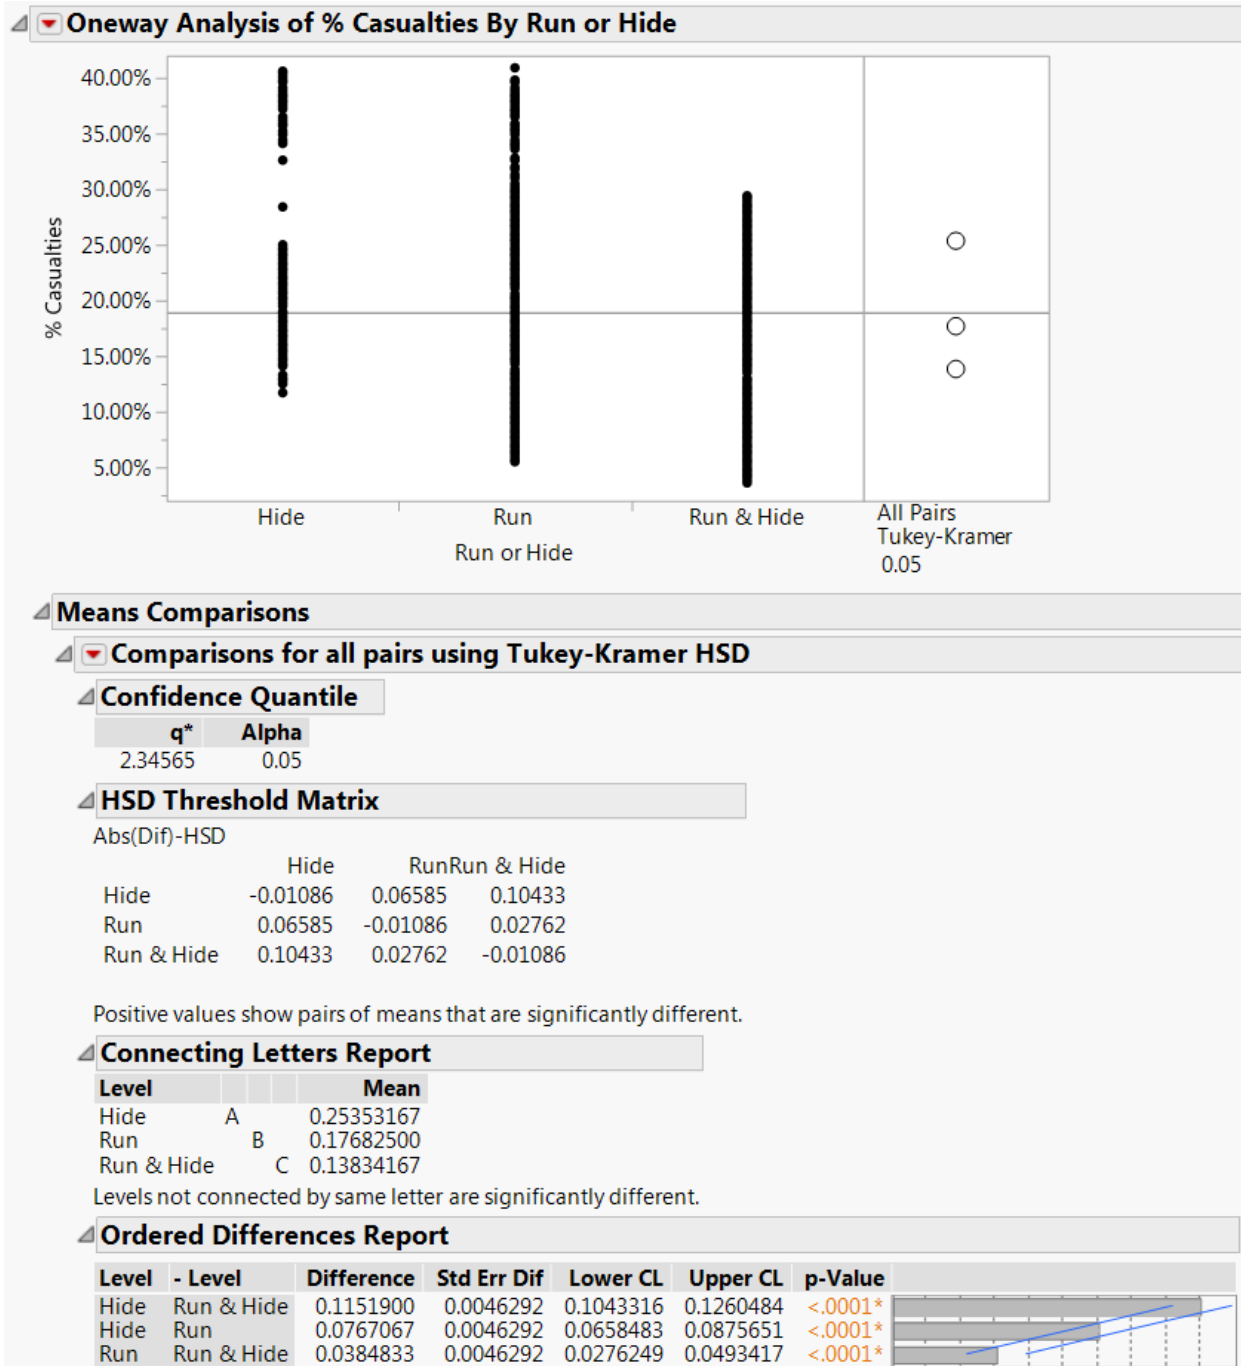 Oneway Analysis of % Casualties By Run or Hide
40.00%
35.00%
30.00%
25.00%
20.00%
15.00%
10.00%
5.00%
% Casualties
Hide Run Run & Hide All Pairs
Tukey-Kramer
0.05
Run or Hide
Means Comparisons
Comparisons for all pairs using Tukey-Kramer HSD
Confidence Quantile
q* Alpha
2.34565 0.05
HSD Threshold Matrix
Abs(Dif)-HSD
Hide RunRun & Hide
Hide -0.01086 0.06585 0.10433
Run 0.06585 -0.01086 0.02762
Run & Hide 0.10433 0.02762 -0.01086
Positive values show pairs of means that are significantly different.
Connecting Letters Report
Level Mean
Hide A 0.25353167
Run B 0.17682500
Run & Hide C 0.13834167
Levels not connected by same letter are significantly different.
Ordered Differences Report
Level - Level Difference Std Err Dif Lower CL Upper CL p-Value
Hide Run & Hide 0.1151900 0.0046292 0.1043316 0.1260484 <.0001*
Hide Run 0.0767067 0.0046292 0.0658483 0.0875651 <.0001*
Run Run & Hide 0.0384833 0.0046292 0.0276249 0.0493417 <.0001*